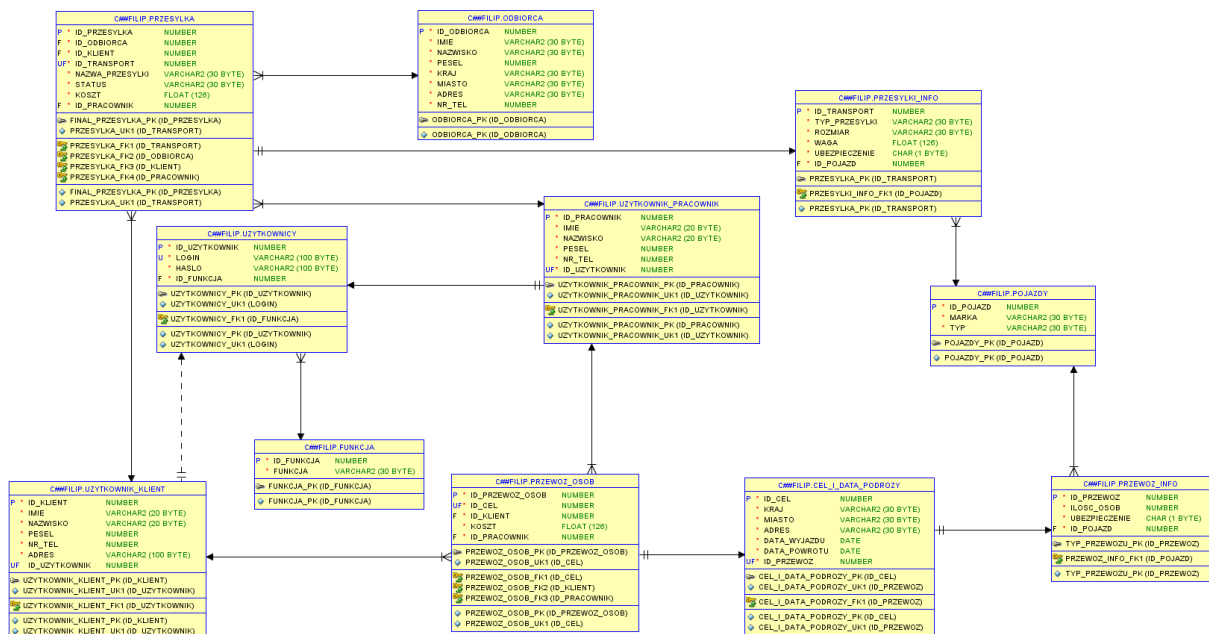 C##FILIP.PRZESYLKA
P * ID_PRZESYLKA NUMBER
F * ID_ODBIORCA NUMBER
F * ID_KLIENT NUMBER
UF* ID_TRANSPORT NUMBER
* NAZWA_PRZESYLKI VARCHAR2 (30 BYTE)
* STATUS VARCHAR2 (30 BYTE)
* KOSZT FLOAT (126)
F * ID_PRACOWNIK NUMBER
FINAL_PRZESYLKA_PK (ID_PRZESYLKA)
PRZESYLKA_UK1 (ID_TRANSPORT)
PRZESYLKA_FK1 (ID_TRANSPORT)
PRZESYLKA_FK2 (ID_ODBIORCA)
PRZESYLKA_FK3 (ID_KLIENT)
PRZESYLKA_FK4 (ID_PRACOWNIK)
FINAL_PRZESYLKA_PK (ID_PRZESYLKA)
PRZESYLKA_UK1 (ID_TRANSPORT)
C##FILIP.ODBIORCA
P * ID_ODBIORCA NUMBER
* IMIE VARCHAR2 (30 BYTE)
* NAZWISKO VARCHAR2 (30 BYTE)
* PESEL NUMBER
* KRAJ VARCHAR2 (30 BYTE)
* MIASTO VARCHAR2 (30 BYTE)
* ADRES VARCHAR2 (30 BYTE)
* NR_TEL NUMBER
ODBIORCA_PK (ID_ODBIORCA)
ODBIORCA_PK (ID_ODBIORCA)
C##FILIP.PRZESYLKI_INFO
P * ID_TRANSPORT NUMBER
* TYP_PRZESYLKI VARCHAR2 (30 BYTE)
* ROZMIAR VARCHAR2 (30 BYTE)
* WAGA FLOAT (126)
* UBEZPIECZENIE CHAR (1 BYTE)
F * ID_POJAZD NUMBER
PRZESYLKA_PK (ID_TRANSPORT)
PRZESYLKI_INFO_FK1 (ID_POJAZD)
PRZESYLKA_PK (ID_TRANSPORT)
C##FILIP.UZYTKOWNIK_PRACOWNIK
P * ID_PRACOWNIK NUMBER
* IMIE VARCHAR2 (20 BYTE)
* NAZWISKO VARCHAR2 (20 BYTE)
* PESEL NUMBER
* NR_TEL NUMBER
UF* ID_UZYTKOWNIK NUMBER
UZYTKOWNIK_PRACOWNIK_PK (ID_PRACOWNIK)
UZYTKOWNIK_PRACOWNIK_UK1 (ID_UZYTKOWNIK)
UZYTKOWNIK_PRACOWNIK_FK1 (ID_UZYTKOWNIK)
UZYTKOWNIK_PRACOWNIK_PK (ID_PRACOWNIK)
UZYTKOWNIK_PRACOWNIK_UK1 (ID_UZYTKOWNIK)
C##FILIP.UZYTKOWNICY
P * ID_UZYTKOWNIK NUMBER
U * LOGIN VARCHAR2 (100 BYTE)
* HASLO VARCHAR2 (100 BYTE)
F * ID_FUNKCJA NUMBER
UZYTKOWNICY_PK (ID_UZYTKOWNIK)
UZYTKOWNICY_UK1 (LOGIN)
UZYTKOWNICY_FK1 (ID_FUNKCJA)
UZYTKOWNICY_PK (ID_UZYTKOWNIK)
UZYTKOWNICY_UK1 (LOGIN)
C##FILIP.POJAZDY
P * ID_POJAZD NUMBER
* MARKA VARCHAR2 (30 BYTE)
* TYP VARCHAR2 (30 BYTE)
POJAZDY_PK (ID_POJAZD)
POJAZDY_PK (ID_POJAZD)
C##FILIP.FUNKCJA
P * ID_FUNKCJA NUMBER
* FUNKCJA VARCHAR2 (30 BYTE)
FUNKCJA_PK (ID_FUNKCJA)
FUNKCJA_PK (ID_FUNKCJA)
C##FILIP.UZYTKOWNIK_KLIENT
P * ID_KLIENT NUMBER
* IMIE VARCHAR2 (20 BYTE)
* NAZWISKO VARCHAR2 (20 BYTE)
* PESEL NUMBER
* NR_TEL NUMBER
* ADRES VARCHAR2 (100 BYTE)
UF ID_UZYTKOWNIK NUMBER
UZYTKOWNIK_KLIENT_PK (ID_KLIENT)
UZYTKOWNIK_KLIENT_UK1 (ID_UZYTKOWNIK)
UZYTKOWNIK_KLIENT_FK1 (ID_UZYTKOWNIK)
UZYTKOWNIK_KLIENT_PK (ID_KLIENT)
UZYTKOWNIK_KLIENT_UK1 (ID_UZYTKOWNIK)
C##FILIP.PRZEWOZ_OSOB
P * ID_PRZEWOZ_OSOB NUMBER
UF* ID_CEL NUMBER
F * ID_KLIENT NUMBER
* KOSZT FLOAT (126)
F * ID_PRACOWNIK NUMBER
PRZEWOZ_OSOB_PK (ID_PRZEWOZ_OSOB)
PRZEWOZ_OSOB_UK1 (ID_CEL)
PRZEWOZ_OSOB_FK1 (ID_CEL)
PRZEWOZ_OSOB_FK2 (ID_KLIENT)
PRZEWOZ_OSOB_FK3 (ID_PRACOWNIK)
PRZEWOZ_OSOB_PK (ID_PRZEWOZ_OSOB)
PRZEWOZ_OSOB_UK1 (ID_CEL)
C##FILIP.CEL_I_DATA_PODROZY
P * ID_CEL NUMBER
* KRAJ VARCHAR2 (30 BYTE)
* MIASTO VARCHAR2 (30 BYTE)
* ADRES VARCHAR2 (30 BYTE)
* DATA_WYJAZDU DATE
* DATA_POWROTU DATE
UF* ID_PRZEWOZ NUMBER
CEL_I_DATA_PODROZY_PK (ID_CEL)
CEL_I_DATA_PODROZY_UK1 (ID_PRZEWOZ)
CEL_I_DATA_PODROZY_FK1 (ID_PRZEWOZ)
CEL_I_DATA_PODROZY_PK (ID_CEL)
CEL_I_DATA_PODROZY_UK1 (ID_PRZEWOZ)
C##FILIP.PRZEWOZ_INFO
P * ID_PRZEWOZ NUMBER
* ILOSC_OSOB NUMBER
* UBEZPIECZENIE CHAR (1 BYTE)
F * ID_POJAZD NUMBER
TYP_PRZEWOZU_PK (ID_PRZEWOZ)
PRZEWOZ_INFO_FK1 (ID_POJAZD)
TYP_PRZEWOZU_PK (ID_PRZEWOZ)